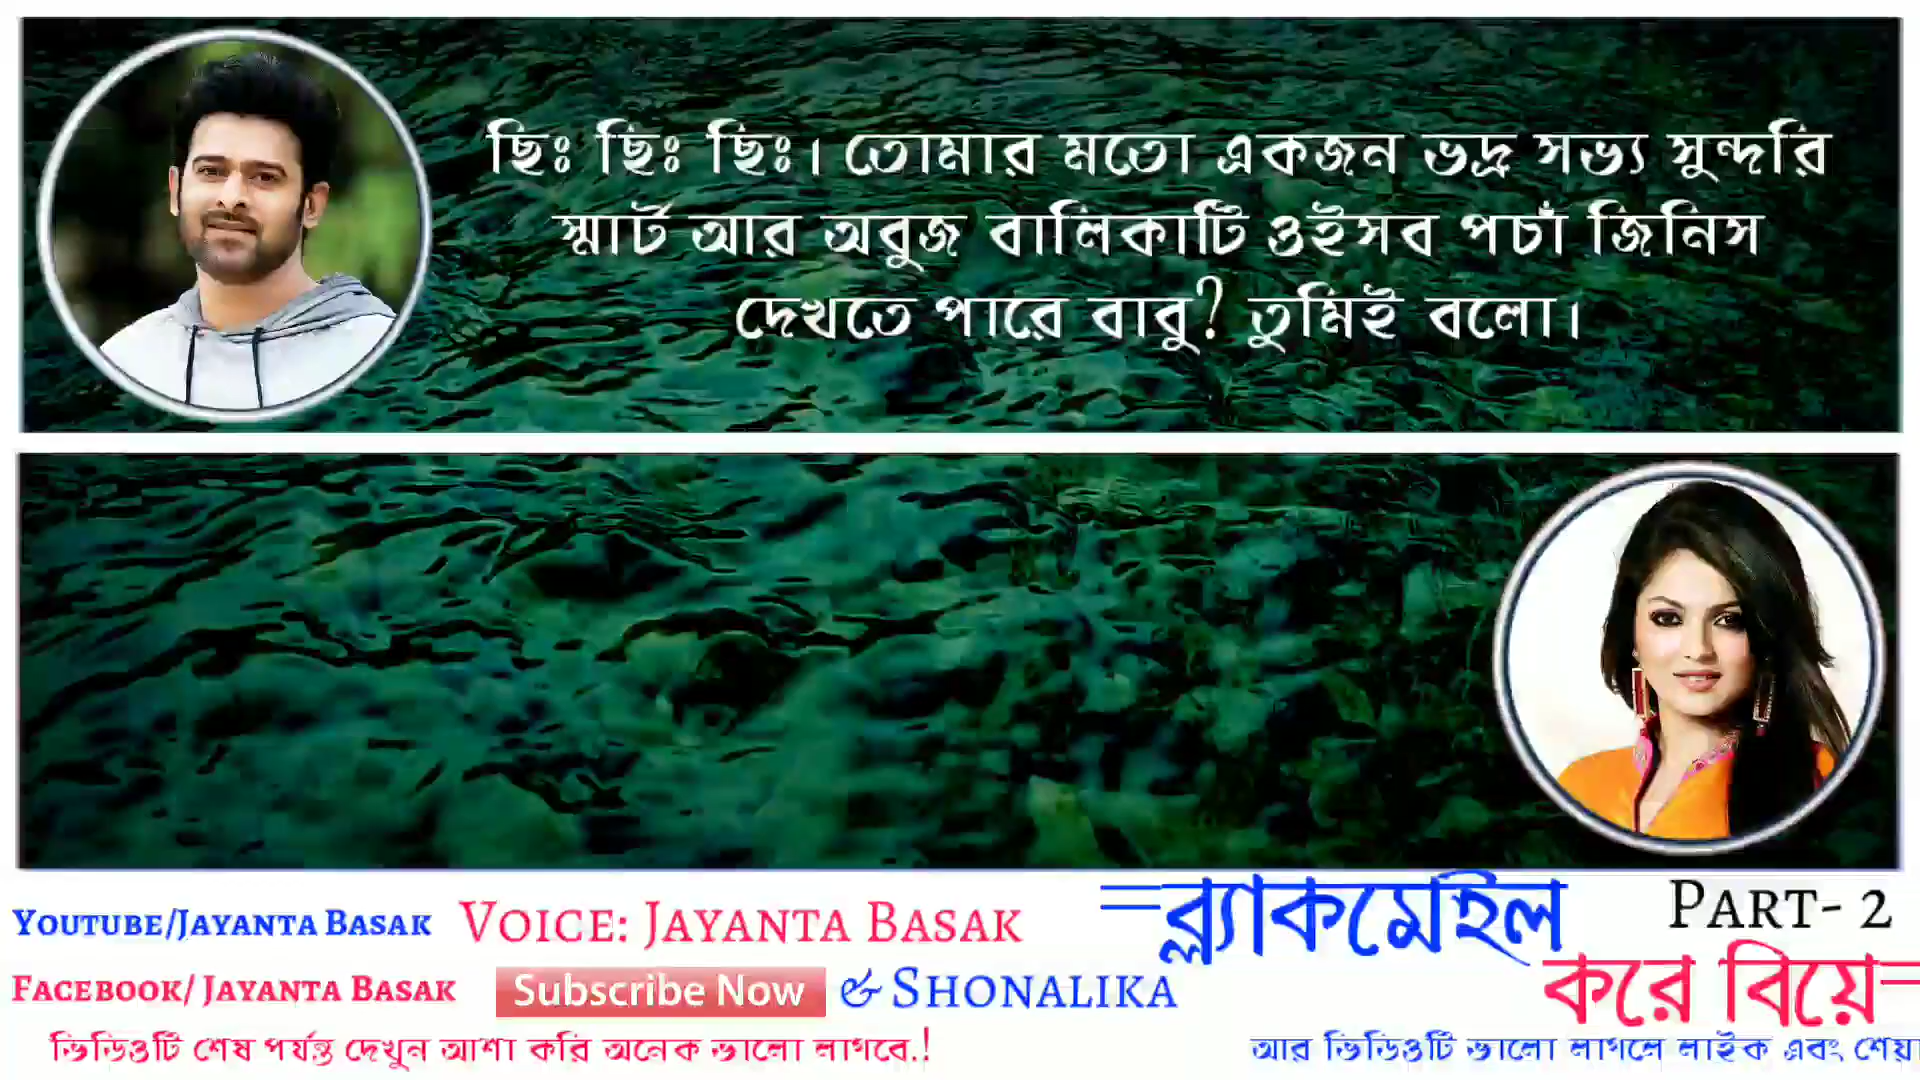 ছিঃ ছিঃ ছিঃ। তোমার মতো একজন ভদ্র সভ্য সুন্দরি
স্মার্ট আর অবুজ বালিকাটি ওইসব পচাঁ জিনিস
দেখতে পারে বাবু? তুমিই বলো।
Youtube/Jayanta Basak
Voice: Jayanta Basak
=ব্ল্যাকমেইল
Part- 2
Facebook/ Jayanta Basak
Subscribe Now
& Shonalika
করে বিয়ে=
ভিডিওটি শেষ পর্যন্ত দেখুন আশা করি অনেক ভালো লাগবে.!
আর ভিডিওটি ভালো লাগলে লাইক এবং শেয়া